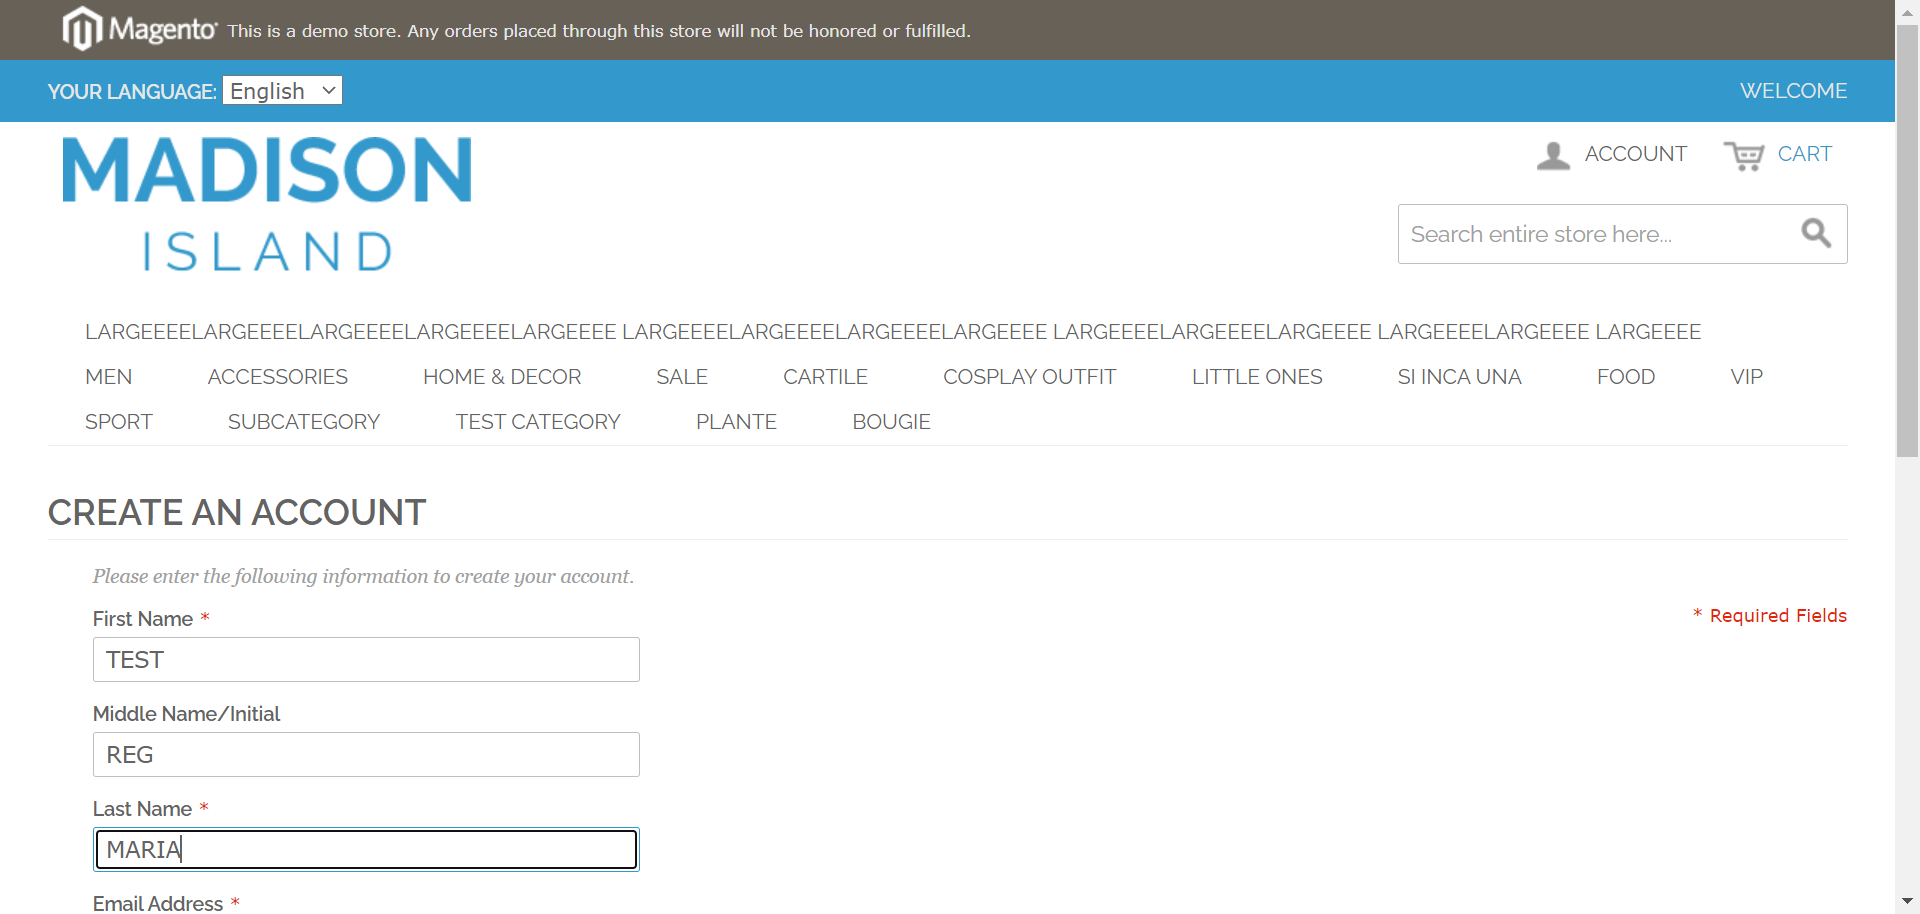 Magento This is a demo store. Any orders placed through this store will not be honored or fulfilled.
YOUR LANGUAGE: English WELCOME
MADISON
ISLAND
ACCOUNT CART
Search entire store here...
LARGEEEELARGEEEELARGEEEELARGEEEELARGEEEE LARGEEEELARGEEEELARGEEEELARGEEEE LARGEEEELARGEEEELARGEEEE LARGEEEELARGEEEE LARGEEEE
MEN ACCESSORIES HOME & DECOR SALE CARTILE COSPLAY OUTFIT LITTLE ONES SI INCA UNA FOOD VIP
SPORT SUBCATEGORY TEST CATEGORY PLANTE BOUGIE
CREATE AN ACCOUNT
Please enter the following information to create your account.
First Name *
* Required Fields
TEST
Middle Name/Initial
REG
Last Name *
MARIA
Email Address *